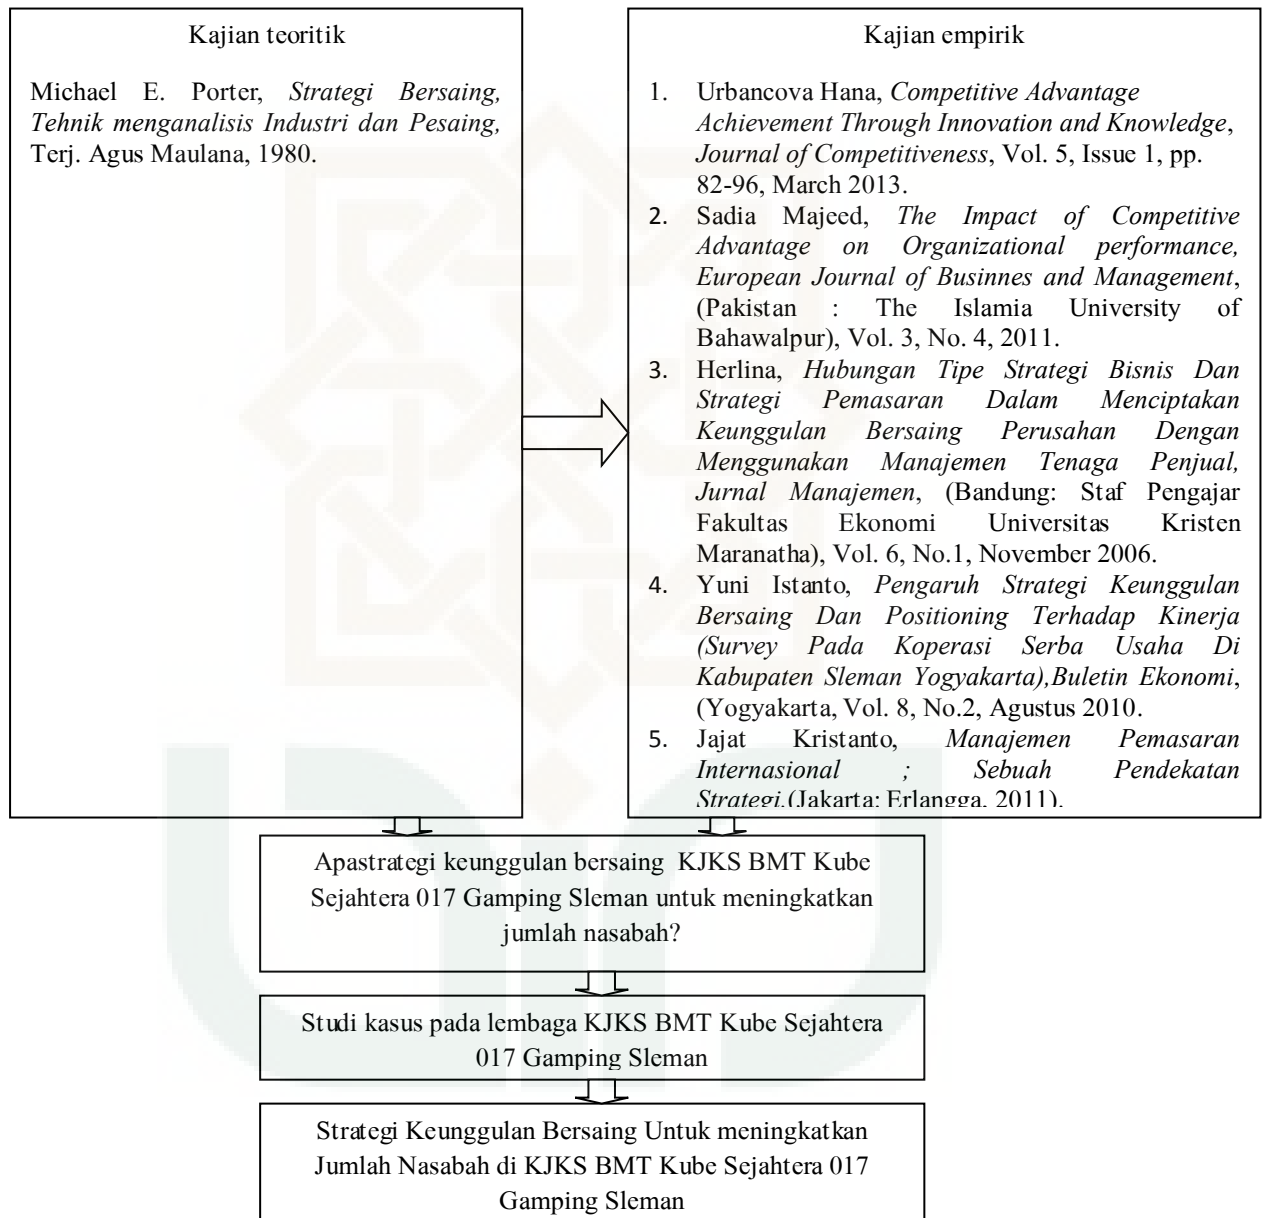 Kajian teoritik
Michael E. Porter, Strategi Bersaing,
Tehnik menganalisis Industri dan Pesaing,
Terj. Agus Maulana, 1980.
Kajian empirik
1. Urbancova Hana, Competitive Advantage
Achievement Through Innovation and Knowledge,
Journal of Competitiveness, Vol. 5, Issue 1, pp.
82-96, March 2013.
2. Sadia Majeed, The Impact of Competitive
Advantage on Organizational performance,
European Journal of Businnes and Management,
(Pakistan : The Islamia University of
Bahawalpur), Vol. 3, No. 4, 2011.
3. Herlina, Hubungan Tipe Strategi Bisnis Dan
Strategi Pemasaran Dalam Menciptakan
Keunggulan Bersaing Perusahan Dengan
Menggunakan Manajemen Tenaga Penjual,
Jurnal Manajemen, (Bandung: Staf Pengajar
Fakultas Ekonomi Universitas Kristen
Maranatha), Vol. 6, No.1, November 2006.
4. Yuni Istanto, Pengaruh Strategi Keunggulan
Bersaing Dan Positioning Terhadap Kinerja
(Survey Pada Koperasi Serba Usaha Di
Kabupaten Sleman Yogyakarta),Buletin Ekonomi,
(Yogyakarta, Vol. 8, No.2, Agustus 2010.
5. Jajat Kristanto, Manajemen Pemasaran
Internasional ; Sebuah Pendekatan
Strategi,(Jakarta: Erlangga, 2011).
Apastrategi keunggulan bersaing KJKS BMT Kube
Sejahtera 017 Gamping Sleman untuk meningkatkan
jumlah nasabah?
Studi kasus pada lembaga KJKS BMT Kube Sejahtera
017 Gamping Sleman
Strategi Keunggulan Bersaing Untuk meningkatkan
Jumlah Nasabah di KJKS BMT Kube Sejahtera 017
Gamping Sleman